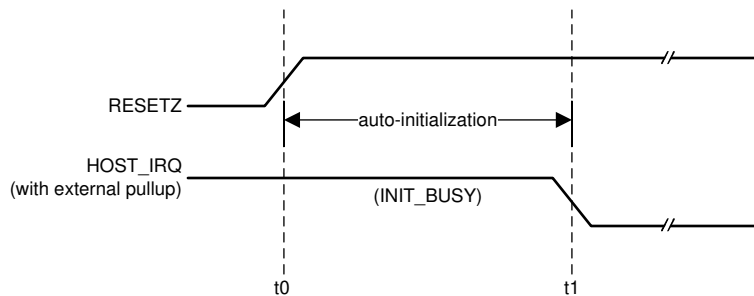 RESETZ
auto-initialization
HOST_IRQ
(with external pullup)
(INIT_BUSY)
t0
t1